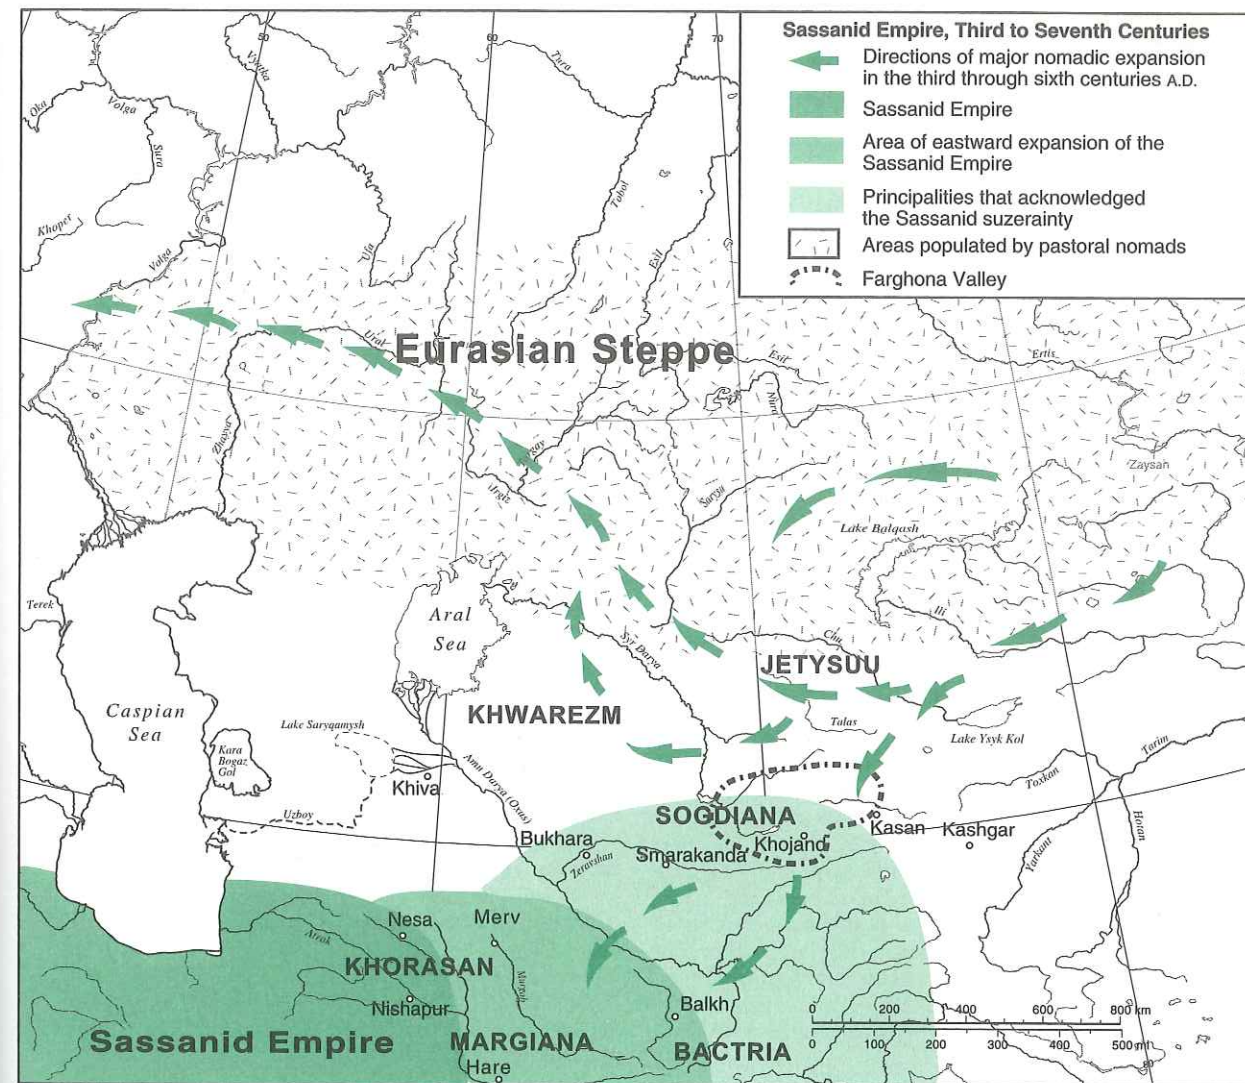 Sassanid Empire, Third to Seventh Centuries
Directions of major nomadic expansion
in the third through sixth centuries A.D.
Sassanid Empire
Area of eastward expansion of the
Sassanid Empire
Principalities that acknowledged
the Sassanid suzerainty
Areas populated by pastoral nomads
Farghona Valley
50
60
70
Vyatka
Tura
Oka
Volga
Sura
Tobol
Khoper
Volga
Ufa
Esil
Ural
Eurasian Steppe
Esil
Ertis
Nura
Zhayya
Turgay
Irgiz
Sarysu
Zaysan
Lake Balqash
Terek
Aral
Sea
Ili
Syr Darya
Chu
JETYSUU
Caspian
Sea
KHWAREZM
Lake Saryqamysh
Talas
Lake Ysyk Kol
Kara
Bogaz
Gol
Khiva
Amu Darya (Oxus)
Tarim
Toxkan
Uzboy
SOGDIANA
Kasan
Kashgar
Hotan
Bukhara
Khojand
Smarakanda
Zeravshan
Yarkant
Nesa
Merv
Atrak
KHORASAN
Murgab
Nishapur
Balkh
0 200 400 600 800 km
0 100 200 300 400 500 mi
Sassanid Empire
MARGIANA
BACTRIA
Hare